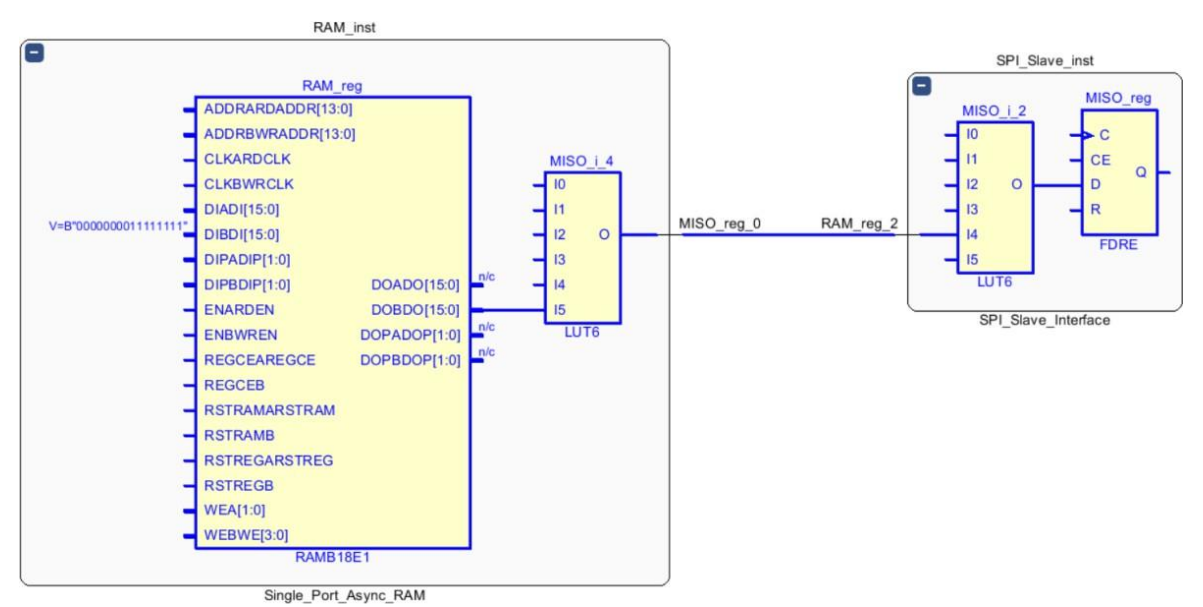 RAM_inst
RAM_reg
ADDRARDADDR[13:0]
ADDRBWRADDR[13:0]
CLKARDCLK
CLKBWRCLK
DIADI[15:0]
V=B"0000000011111111"
DIBDI[15:0]
DIPADIP[1:0]
DIPBDIP[1:0]
ENARDEN
ENBWREN
REGCEAREGCE
REGCEB
RSTRAMARSTRAM
RSTRAMB
RSTREGARSTREG
RSTREGB
WEA[1:0]
WEBWE[3:0]
DOADO[15:0]
n/c
DOBDO[15:0]
DOPADOP[1:0]
n/c
DOPBDOP[1:0]
n/c
RAMB18E1
MISO_i_4
I0
I1
I2
O
I3
I4
I5
LUT6
Single_Port_Async_RAM
MISO_reg_0
RAM_reg_2
SPI_Slave_inst
MISO_i_2
I0
I1
I2
O
I3
I4
I5
LUT6
MISO_reg
C
CE
Q
D
R
FDRE
SPI_Slave_Interface